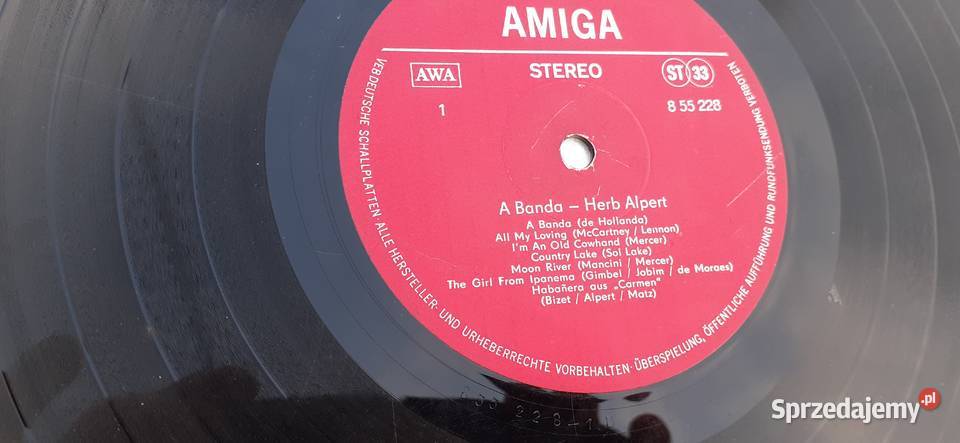 AMIGA
AWA
STEREO
ST 33
1
8 55 228
A Banda – Herb Alpert
A Banda (de Hollanda)
All My Loving (McCartney / Lennon)
I'm An Old Cowhand (Mercer)
Country Lake (Sol Lake)
Moon River (Mancini / Mercer)
The Girl From Ipanema (Gimbel / Jobim / de Moraes)
Habañera aus „Carmen"
(Bizet / Alpert / Matz)
VEB DEUTSCHE SCHALLPLATTEN · ALLE HERSTELLER- UND URHEBERRECHTE VORBEHALTEN · ÜBERSPIELUNG, ÖFFENTLICHE AUFFÜHRUNG UND RUNDFUNKSENDUNG VERBOTEN
Sprzedajemy.pl